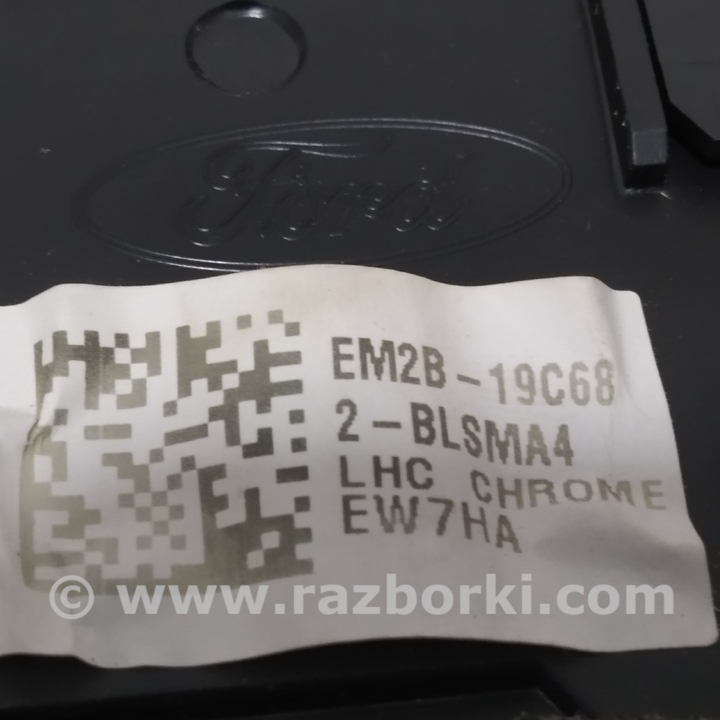 Ford
EM2B-19C68
2-BLSMA4
LHC CHROME
EW7HA
© www.razborki.com